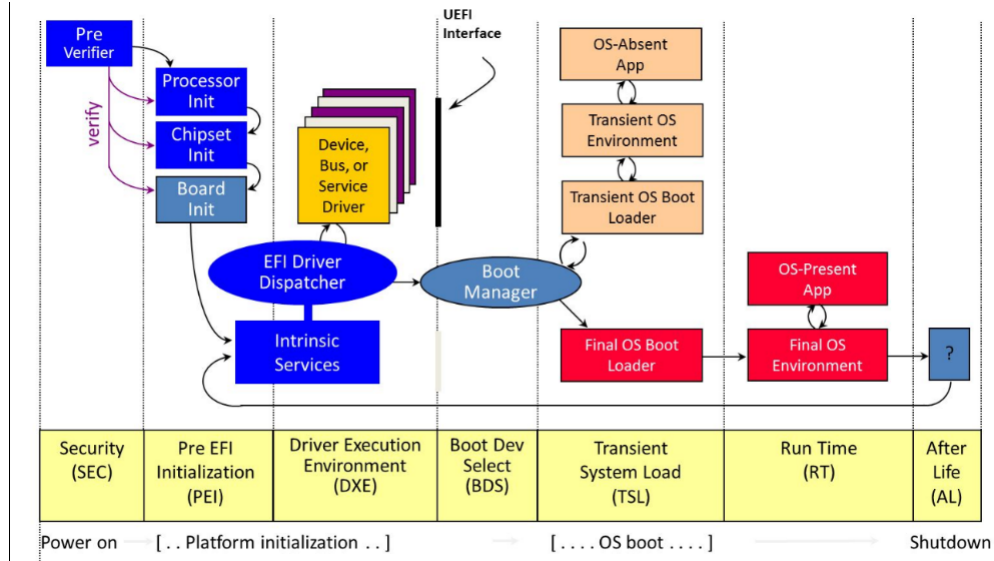 UEFI
Interface
Pre
Verifier
verify
Processor
Init
Chipset
Init
Board
Init
Device,
Bus, or
Service
Driver
EFI Driver
Dispatcher
Intrinsic
Services
Boot
Manager
OS-Absent
App
Transient OS
Environment
Transient OS Boot
Loader
Final OS Boot
Loader
OS-Present
App
Final OS
Environment
?
Security
(SEC)
Pre EFI
Initialization
(PEI)
Driver Execution
Environment
(DXE)
Boot Dev
Select
(BDS)
Transient
System Load
(TSL)
Run Time
(RT)
After
Life
(AL)
Power on
[ . . Platform initialization . . ]
[ . . . . OS boot . . . . ]
Shutdown